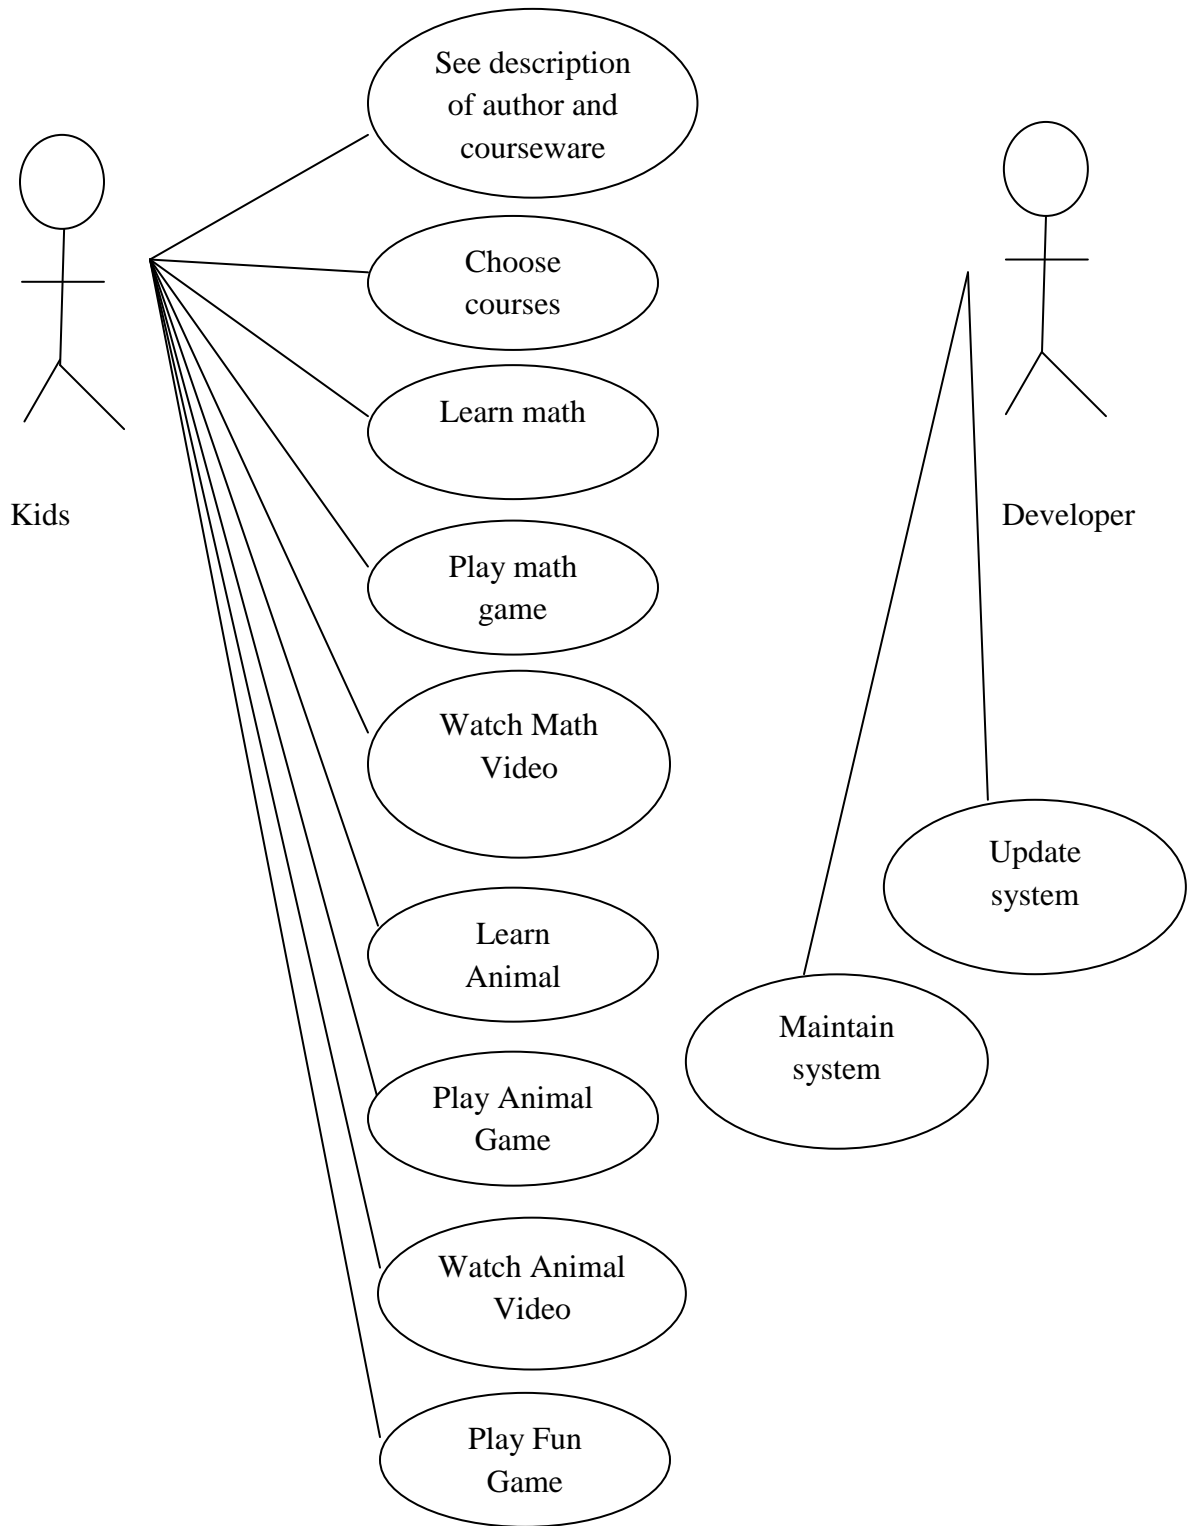 See description
of author and
courseware
Choose
courses
Learn math
Kids
Developer
Play math
game
Watch Math
Video
Update
system
Learn
Animal
Maintain
system
Play Animal
Game
Watch Animal
Video
Play Fun
Game